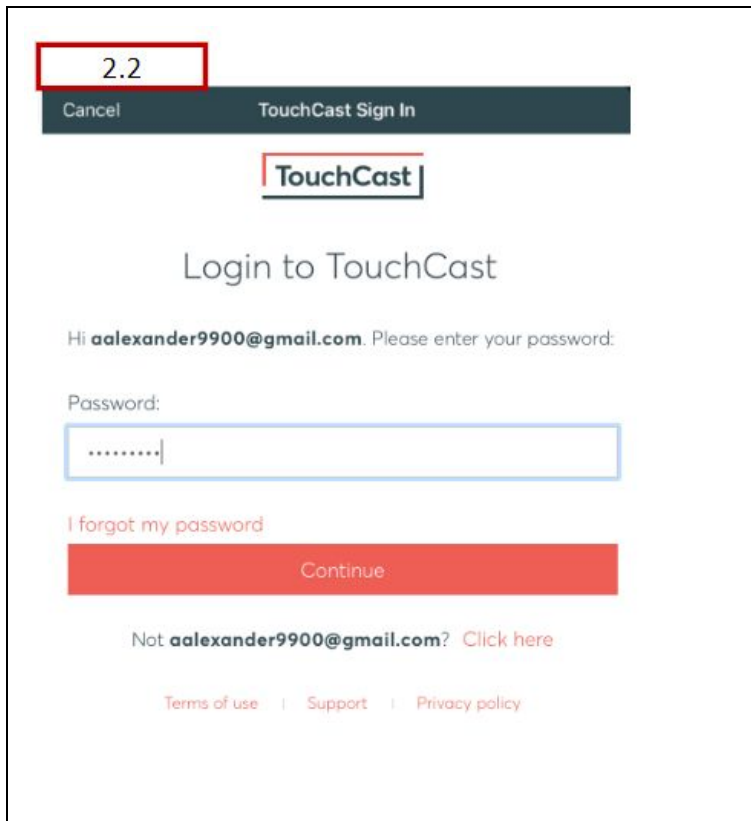 2.2
Cancel TouchCast Sign In
TouchCast
Login to TouchCast
Hi aalexander9900@gmail.com. Please enter your password:
Password:
•••••••••
I forgot my password
Continue
Not aalexander9900@gmail.com? Click here
Terms of use | Support | Privacy policy